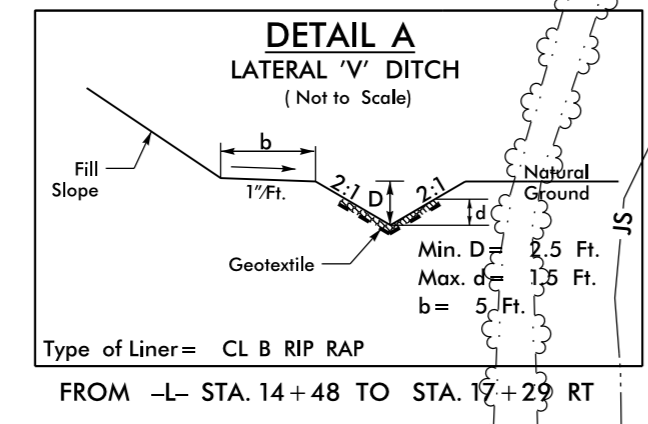 DETAIL A
LATERAL 'V' DITCH
( Not to Scale)
b
Fill
Slope
1"/Ft.
2:1
D
2:1
d
Natural
Ground
Geotextile
Min. D= 2.5 Ft.
Max. d= 1.5 Ft.
b= 5 Ft.
JS
Type of Liner= CL B RIP RAP
FROM -L- STA. 14+48 TO STA. 17+29 RT